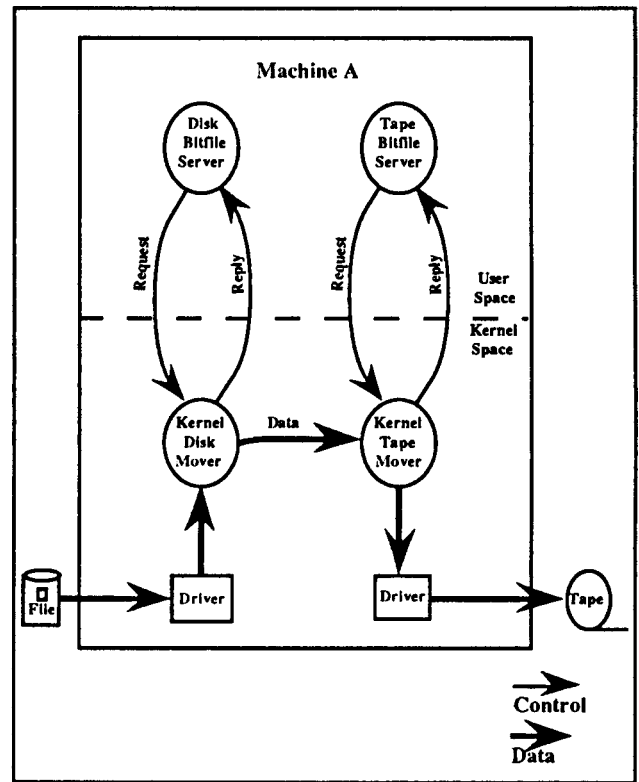 Machine A
Disk
Bitfile
Server
Tape
Bitfile
Server
Request
Reply
Request
Reply
User
Space
Kernel
Space
Kernel
Disk
Mover
Data
Kernel
Tape
Mover
File
Driver
Driver
Tape
Control
Data